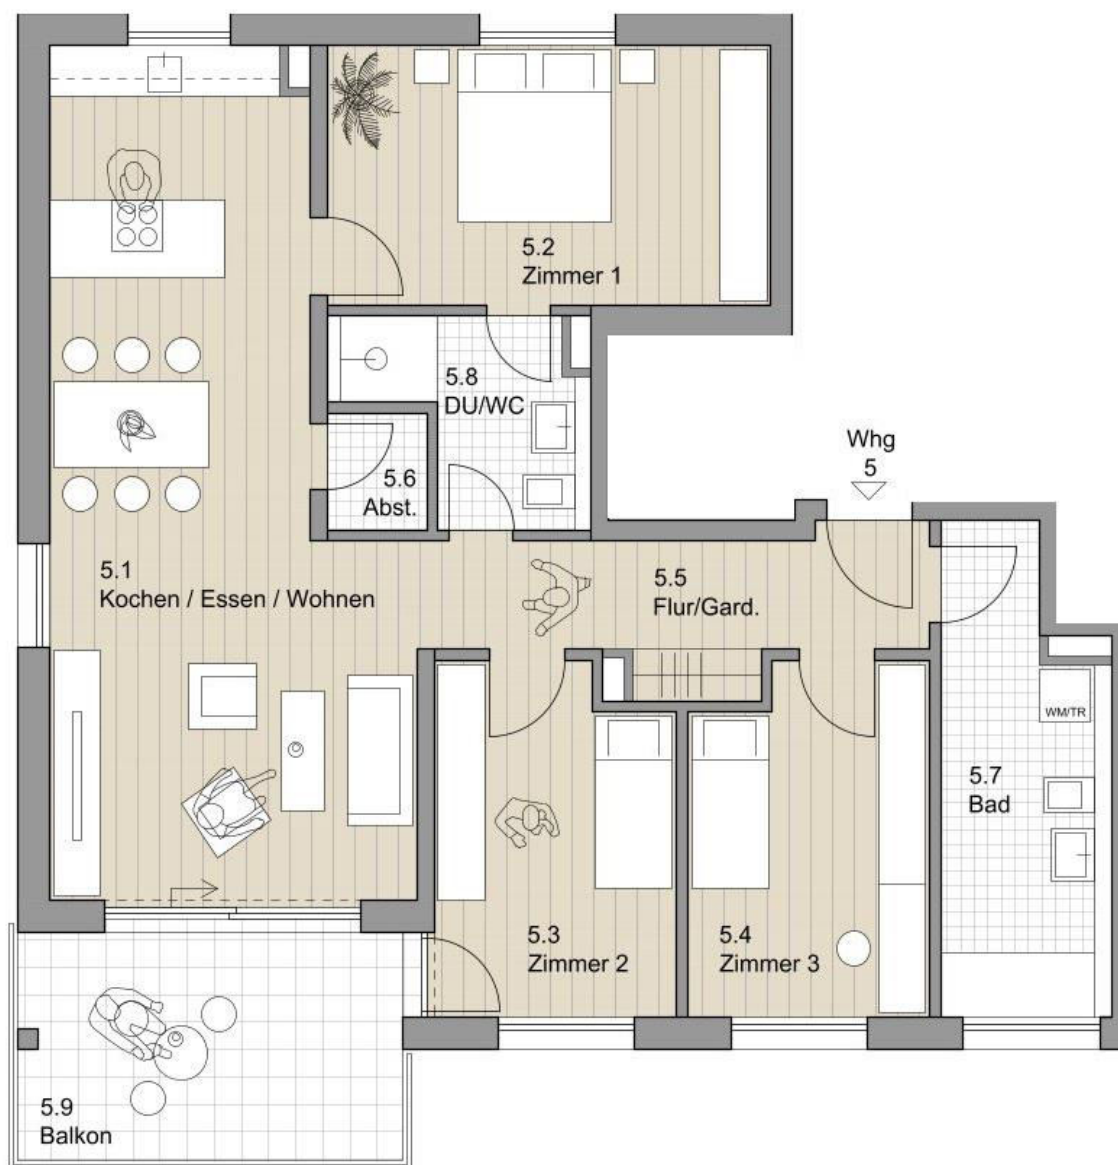 5.2
Zimmer 1
5.8
DU/WC
5.6
Abst.
Whg
5
5.1
Kochen / Essen / Wohnen
5.5
Flur/Gard.
WM/TR
5.7
Bad
5.3
Zimmer 2
5.4
Zimmer 3
5.9
Balkon